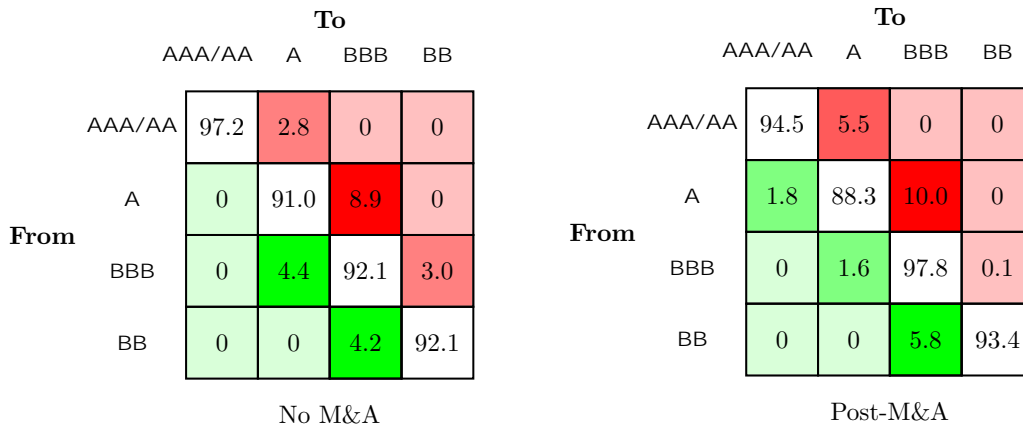 To
AAA/AA A BBB BB
AAA/AA 97.2 2.8 0 0
A 0 91.0 8.9 0
From
BBB 0 4.4 92.1 3.0
BB 0 0 4.2 92.1
No M&A
To
AAA/AA A BBB BB
AAA/AA 94.5 5.5 0 0
A 1.8 88.3 10.0 0
From
BBB 0 1.6 97.8 0.1
BB 0 0 5.8 93.4
Post-M&A